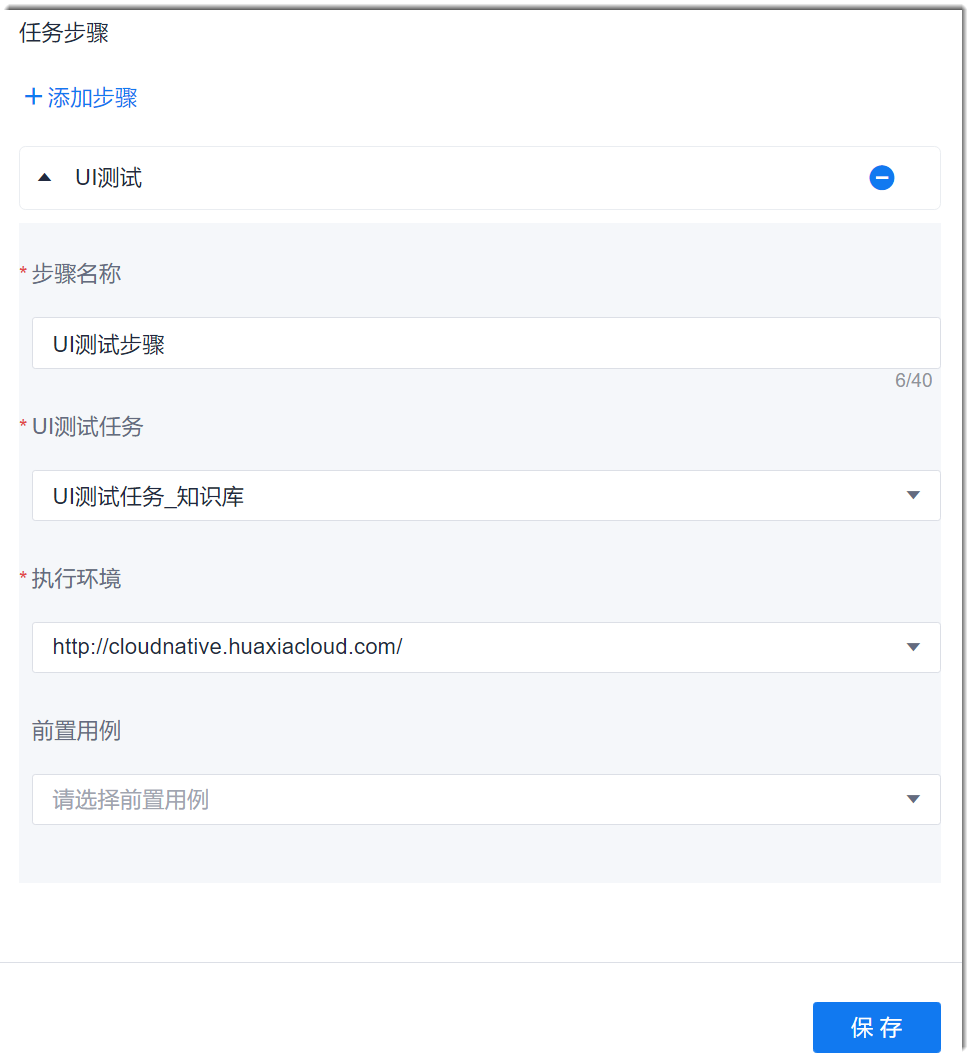 任务步骤
+ 添加步骤
UI测试
* 步骤名称
UI测试步骤
6/40
* UI测试任务
UI测试任务_知识库
* 执行环境
http://cloudnative.huaxiacloud.com/
前置用例
请选择前置用例
保 存